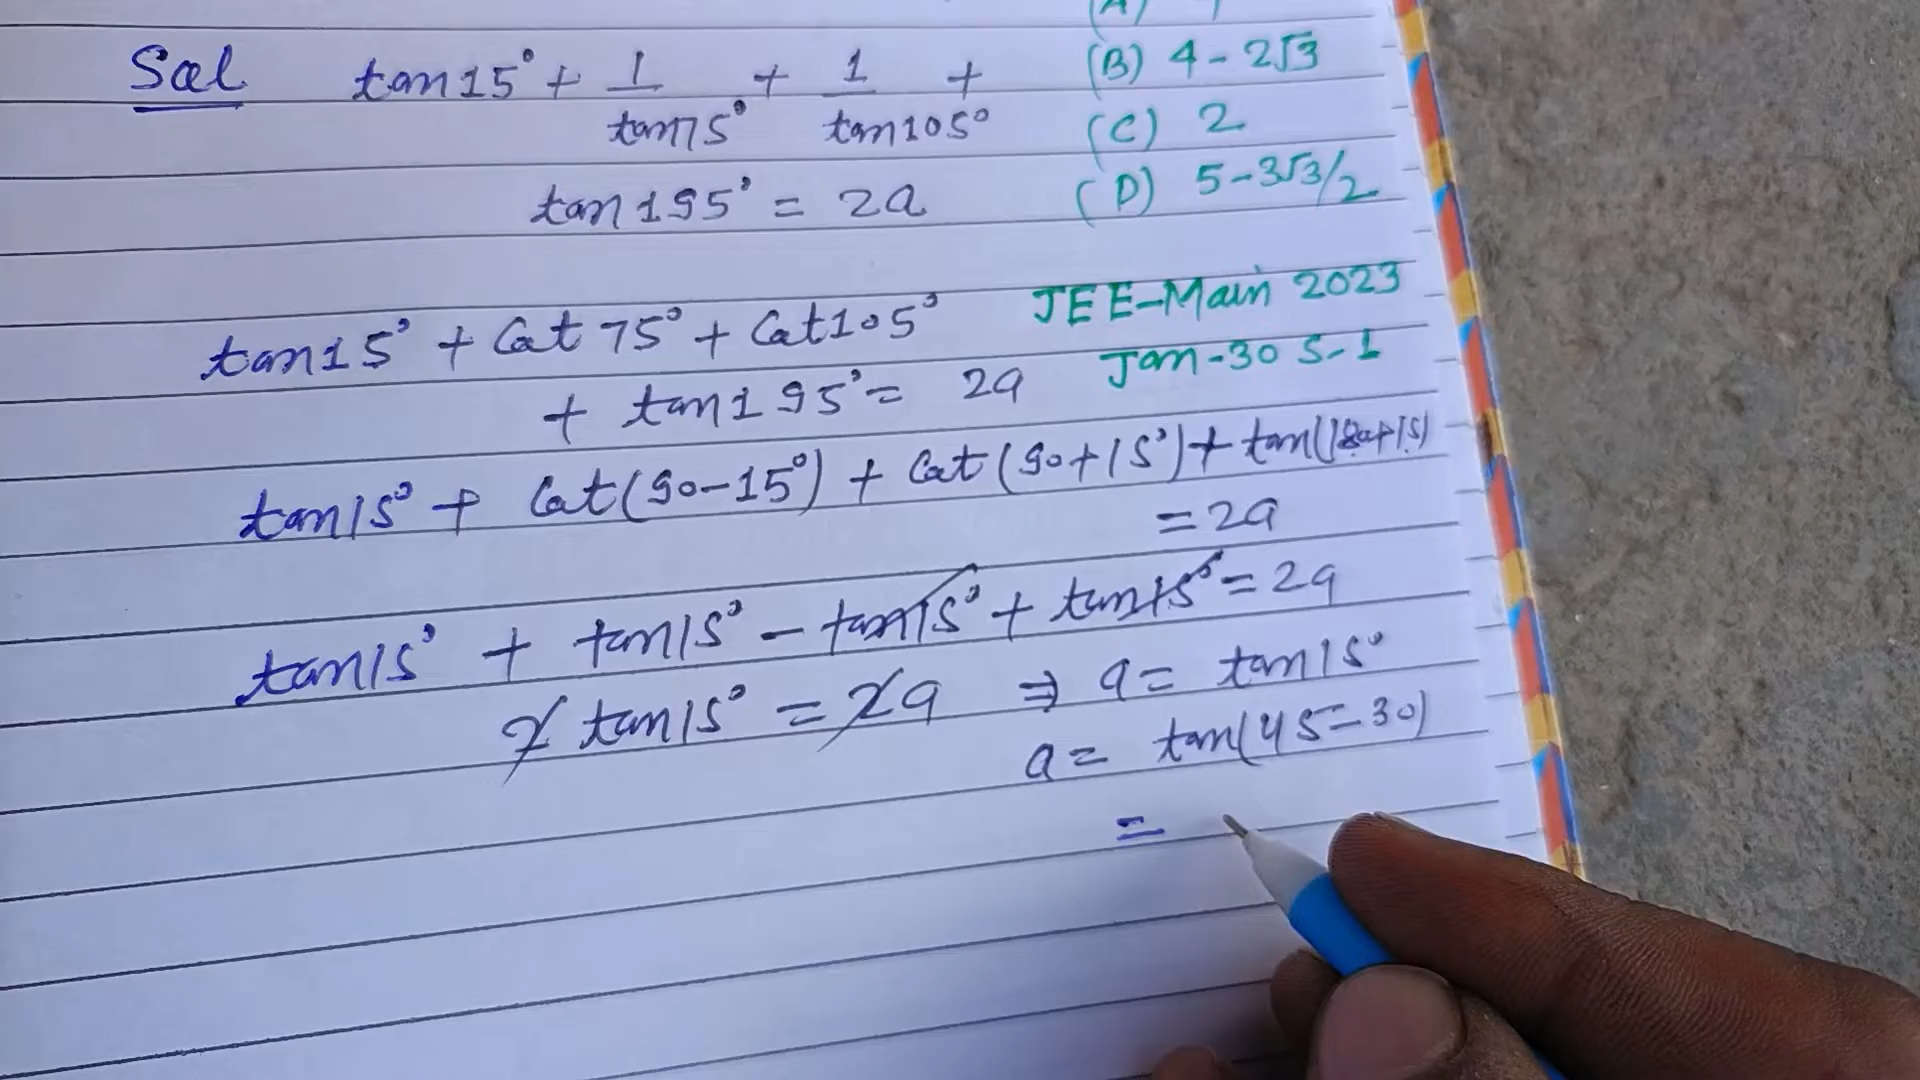 (B) 4-2√3
Sol tan15° + 1/tan75° + 1/tan105° +
(C) 2
tan195° = 2a
(D) 5-3√3/2
tan15° + Cot75° + Cot105°
JEE-Main 2023
+ tan195° = 2a
Jan-30 S-1
tan15° + Cot(90-15°) + Cot(90+15°) + tan(180+15)
= 2a
tan15° + tan15° - tan15° + tan15° = 2a
2 tan15° = 2a ⇒ a = tan15°
a = tan(45-30)
=